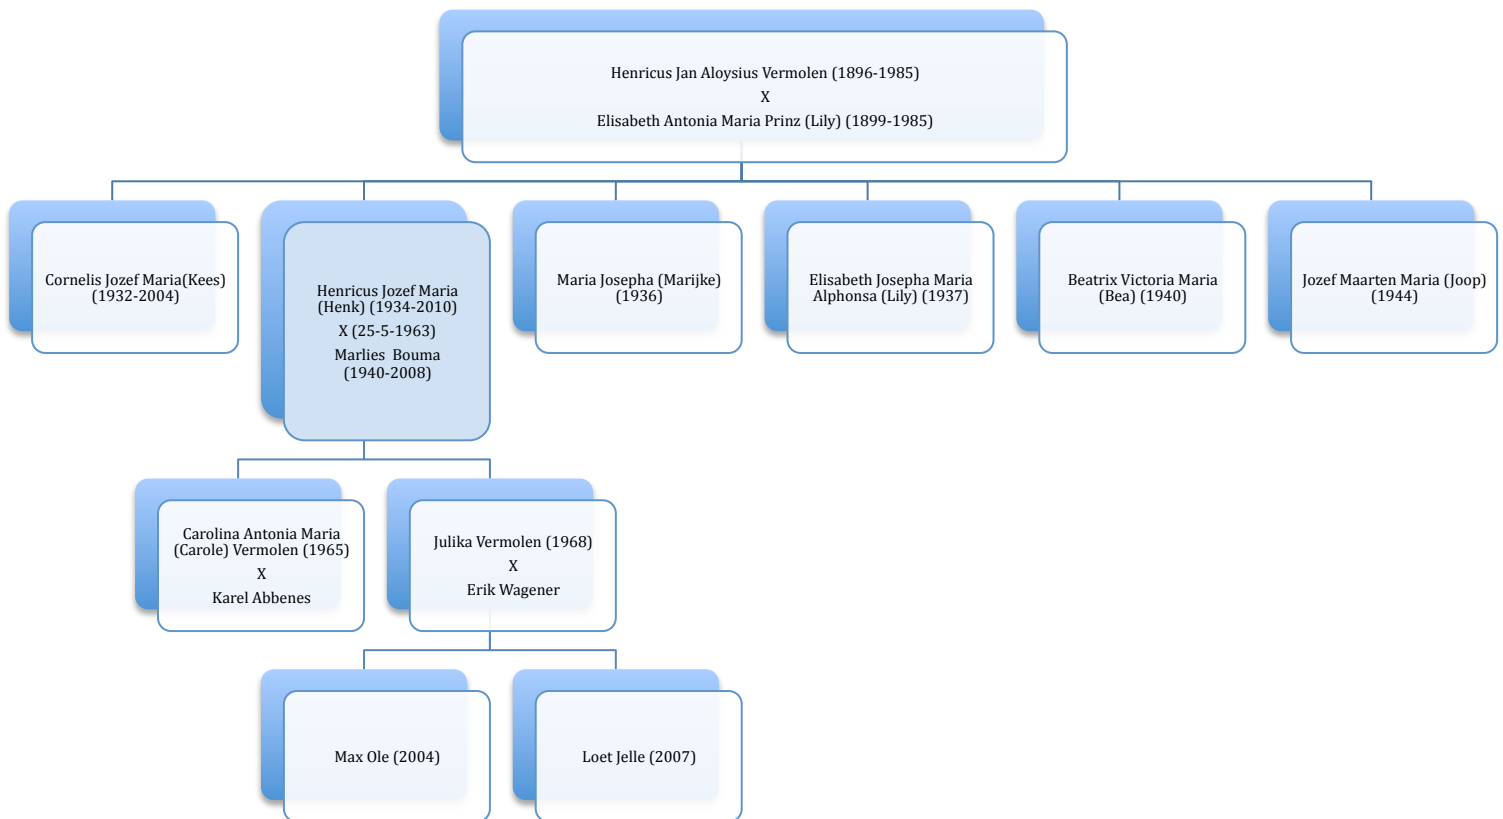 Henricus Jan Aloysius Vermolen (1896-1985)
X
Elisabeth Antonia Maria Prinz (Lily) (1899-1985)
Cornelis Jozef Maria(Kees)
(1932-2004)
Henricus Jozef Maria
(Henk) (1934-2010)
X (25-5-1963)
Marlies Bouma
(1940-2008)
Maria Josepha (Marijke)
(1936)
Elisabeth Josepha Maria
Alphonsa (Lily) (1937)
Beatrix Victoria Maria
(Bea) (1940)
Jozef Maarten Maria (Joop)
(1944)
Carolina Antonia Maria
(Carole) Vermolen (1965)
X
Karel Abbenes
Julika Vermolen (1968)
X
Erik Wagener
Max Ole (2004)
Loet Jelle (2007)